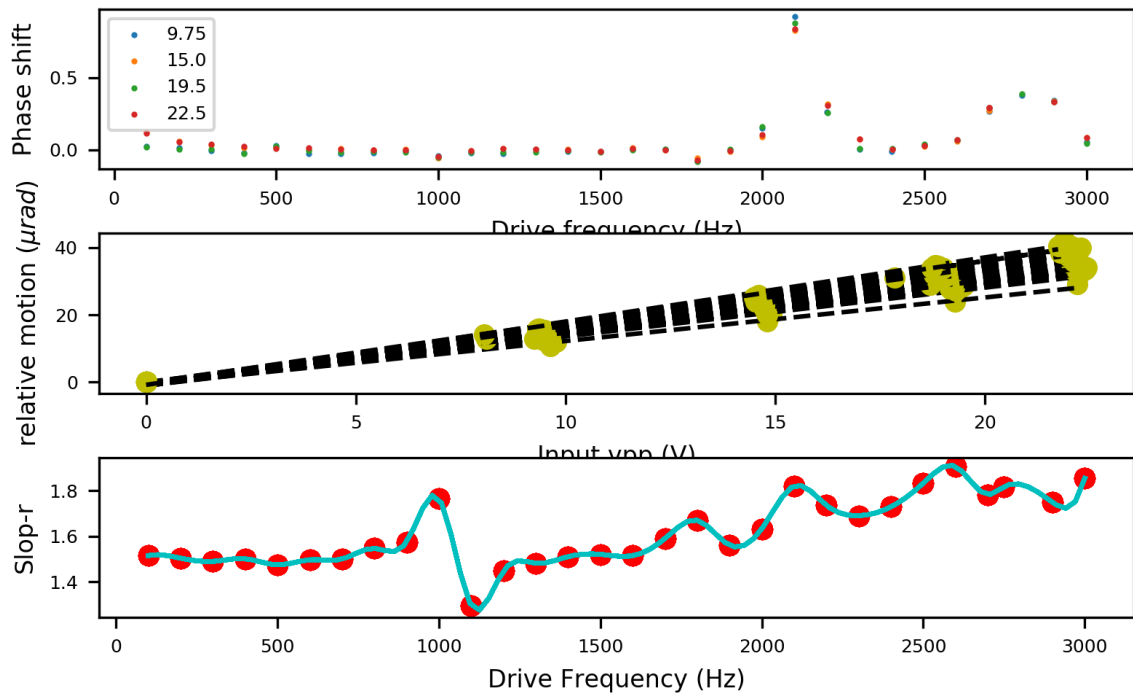 Phase shift
0.5
0.0
9.75
15.0
19.5
22.5
0 500 1000 1500 2000 2500 3000
Drive frequency (Hz)
relative motion (μrad)
40
20
0
0 5 10 15 20
Input vpp (V)
Slop-r
1.8
1.6
1.4
0 500 1000 1500 2000 2500 3000
Drive Frequency (Hz)